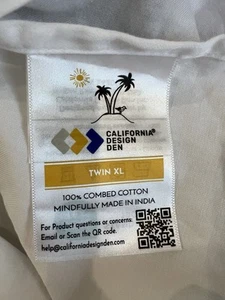 CALIFORNIA®
DESIGN
DEN
TWIN XL
100% COMBED COTTON
MINDFULLY MADE IN INDIA
For Product questions or concerns:
Email or Scan the QR code.
help@californiadesignden.com